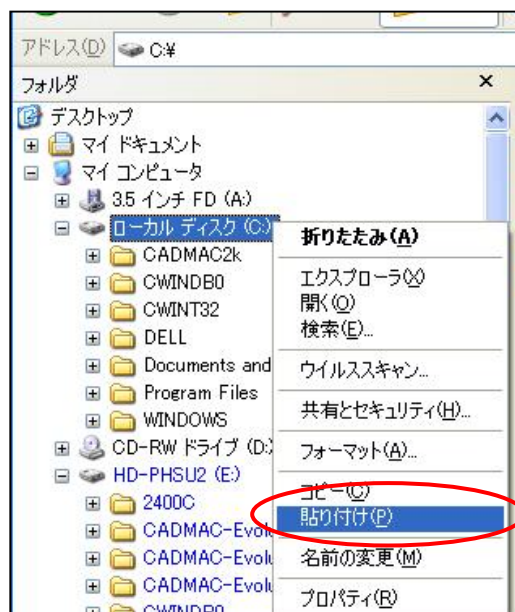 アドレス(D) C:¥
フォルダ ×
デスクトップ
マイ ドキュメント
マイ コンピュータ
3.5 インチ FD (A:)
ローカル ディスク (C:)
CADMAC2k
CWINDB0
CWINT32
DELL
Documents and
Program Files
WINDOWS
CD-RW ドライブ (D:)
HD-PHSU2 (E:)
2400C
CADMAC-Evolu
CADMAC-Evolu
CADMAC-Evolu
CWINDB0
折りたたみ(A)
エクスプローラ(X)
開く(O)
検索(E)...
ウイルススキャン...
共有とセキュリティ(H)...
フォーマット(A)...
コピー(C)
貼り付け(P)
名前の変更(M)
プロパティ(R)